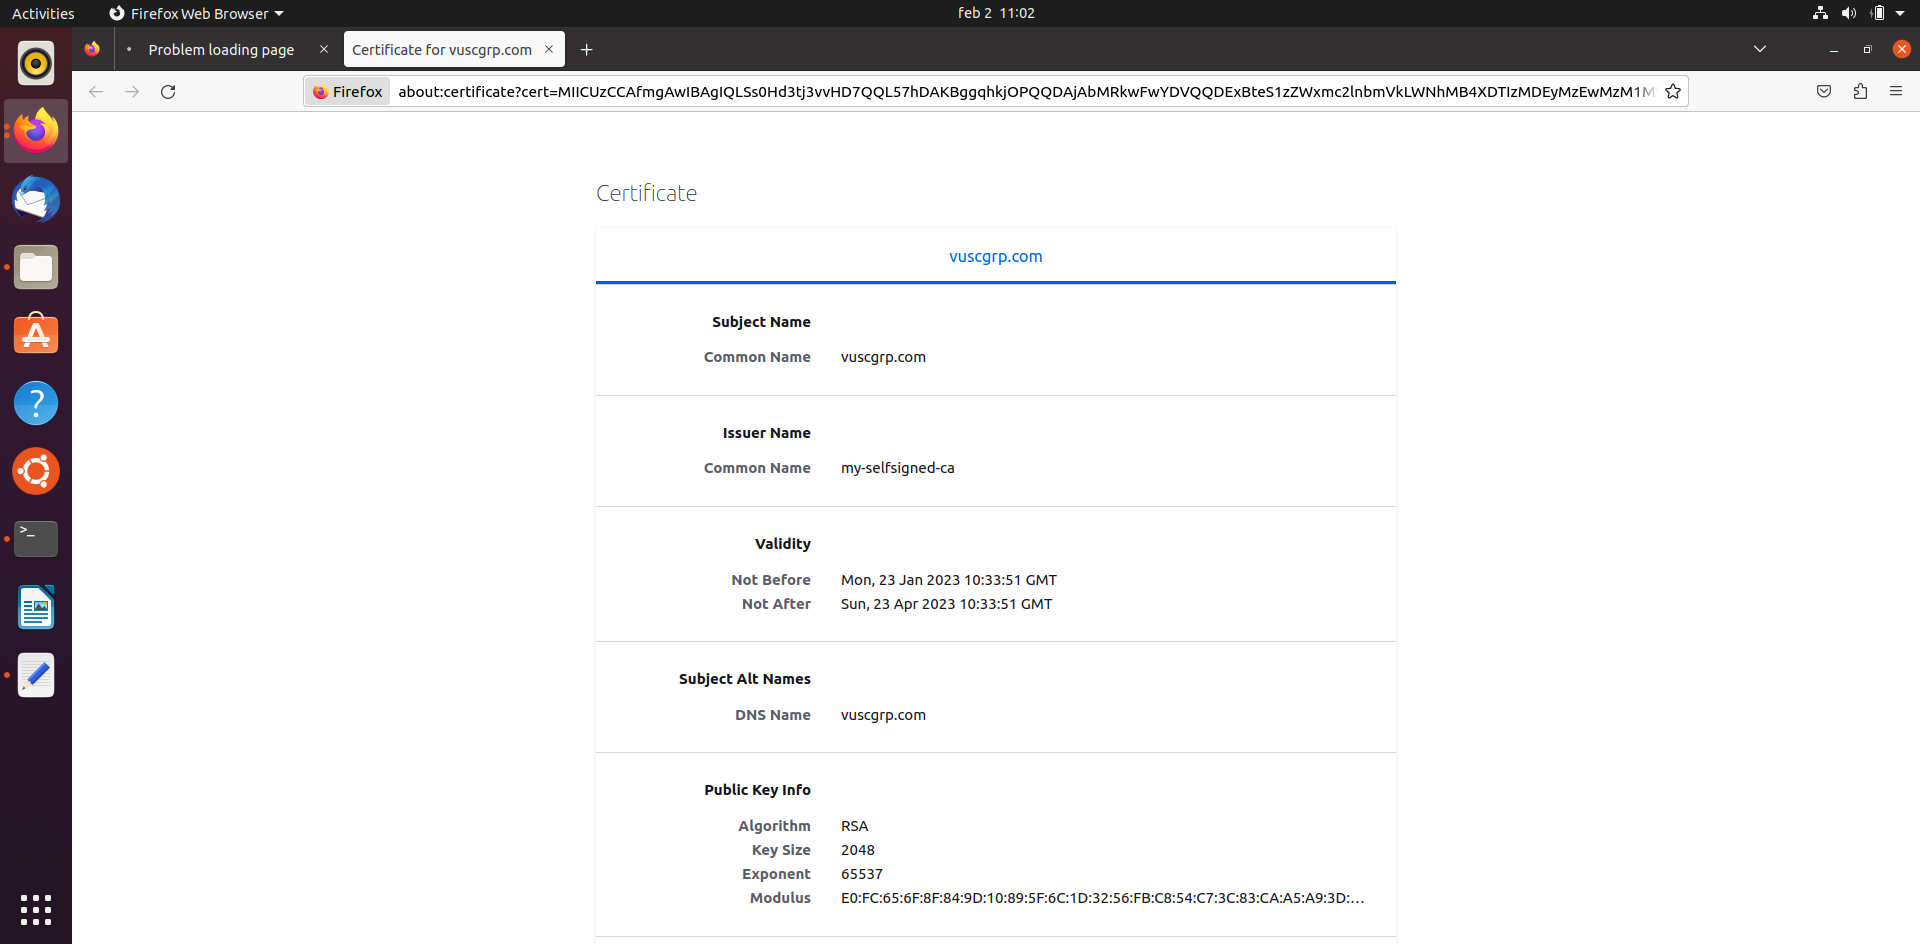 Activities
Firefox Web Browser
feb 2 11:02
Problem loading page
Certificate for vuscgrp.com
Firefox
about:certificate?cert=MIICUzCCAfmgAwIBAgIQLSs0Hd3tj3vvHD7QQL57hDAKBggqhkjOPQQDAjAbMRkwFwYDVQQDExBteS1zZWxmc2lnbmVkLWNhMB4XDTIzMDEyMzEwMzM1M
Certificate
vuscgrp.com
Subject Name
Common Name vuscgrp.com
Issuer Name
Common Name my-selfsigned-ca
Validity
Not Before Mon, 23 Jan 2023 10:33:51 GMT
Not After Sun, 23 Apr 2023 10:33:51 GMT
Subject Alt Names
DNS Name vuscgrp.com
Public Key Info
Algorithm RSA
Key Size 2048
Exponent 65537
Modulus E0:FC:65:6F:8F:84:9D:10:89:5F:6C:1D:32:56:FB:C8:54:C7:3C:83:CA:A5:A9:3D:…